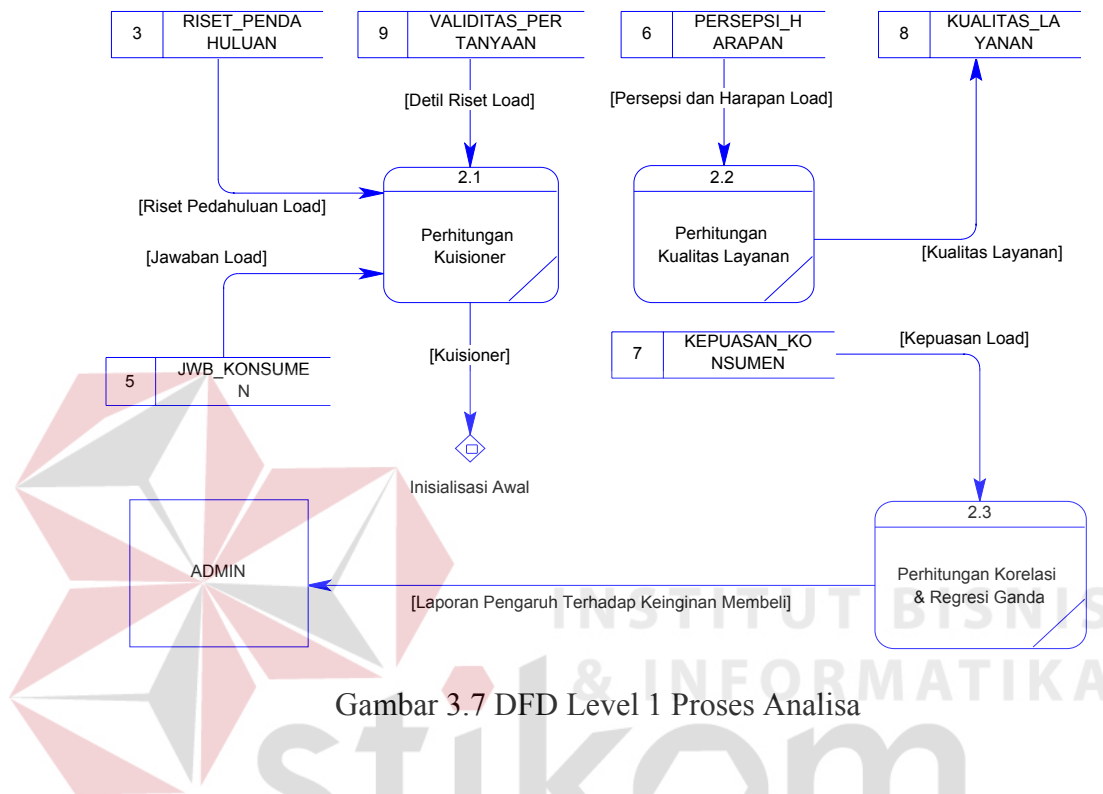 3
RISET_PENDA
HULUAN
9
VALIDITAS_PER
TANYAAN
6
PERSEPSI_H
ARAPAN
8
KUALITAS_LA
YANAN
[Detil Riset Load]
[Persepsi dan Harapan Load]
2.1
Perhitungan
Kuisioner
2.2
Perhitungan
Kualitas Layanan
[Riset Pedahuluan Load]
[Jawaban Load]
[Kualitas Layanan]
5
JWB_KONSUME
N
[Kuisioner]
7
KEPUASAN_KO
NSUMEN
[Kepuasan Load]
Inisialisasi Awal
ADMIN
2.3
Perhitungan Korelasi
& Regresi Ganda
[Laporan Pengaruh Terhadap Keinginan Membeli]
INSTITUT BISNIS
& INFORMATIKA
Gambar 3.7 DFD Level 1 Proses Analisa
stikom